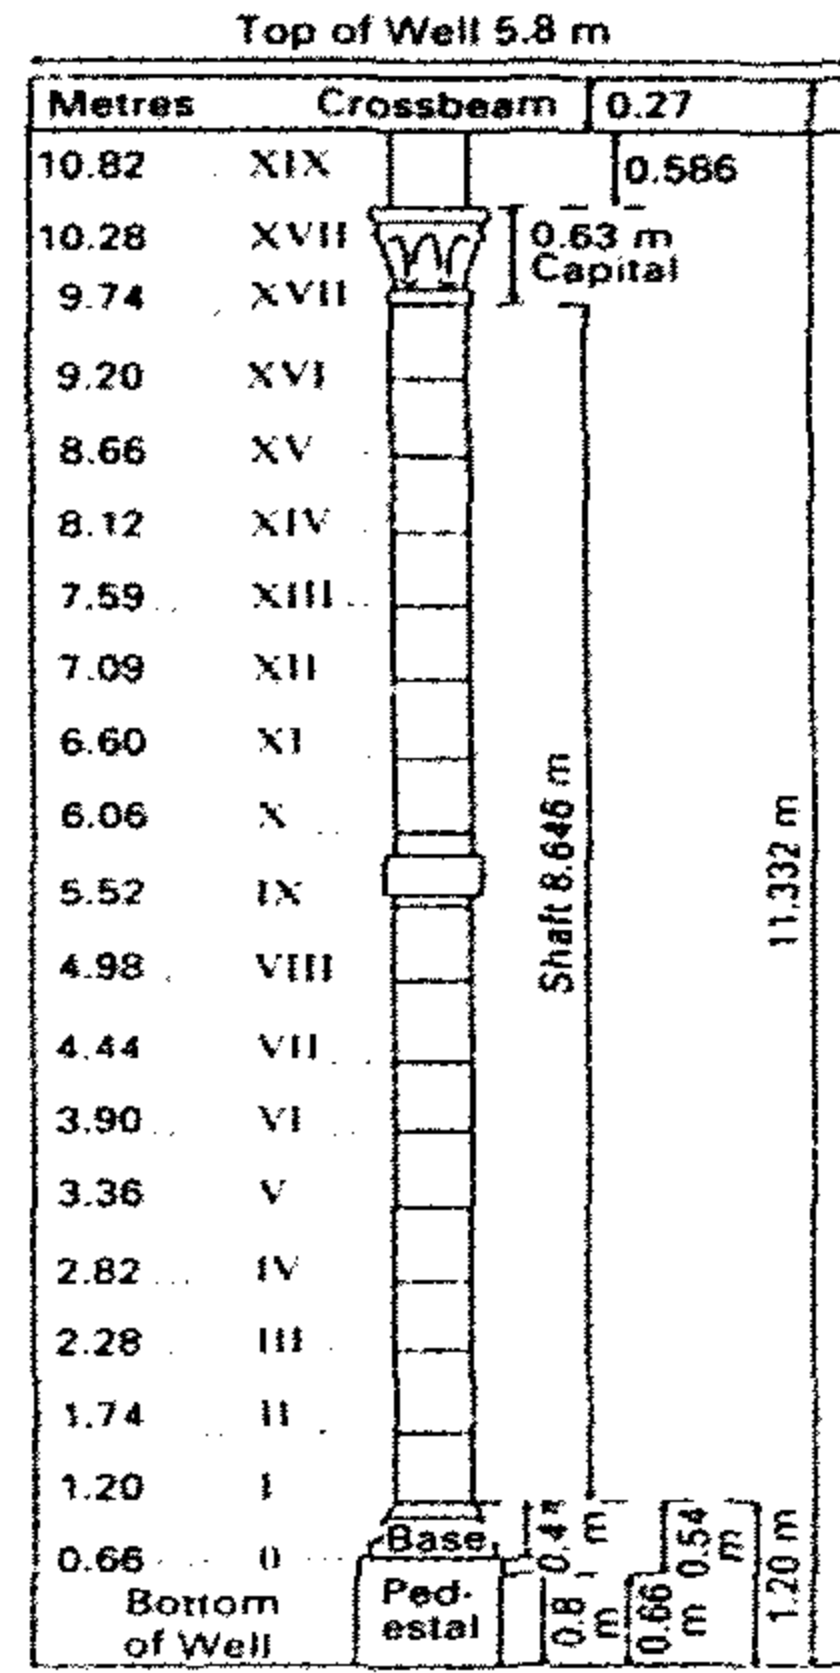 Top of Well 5.8 m
Metres Crossbeam 0.27
10.82 XIX 0.586
10.28 XVII 0.63 m
Capital
9.74 XVII
9.20 XVI
8.66 XV
8.12 XIV
7.59 XIII
7.09 XII
6.60 XI
6.06 X
5.52 IX
4.98 VIII
4.44 VII
3.90 VI
3.36 V
2.82 IV
2.28 III
1.74 II
1.20 I
0.66 0
Shaft 8.646 m
11.332 m
Base
Ped-
estal
Bottom
of Well
0.54
m
0.8
m
0.66
m
1.20 m